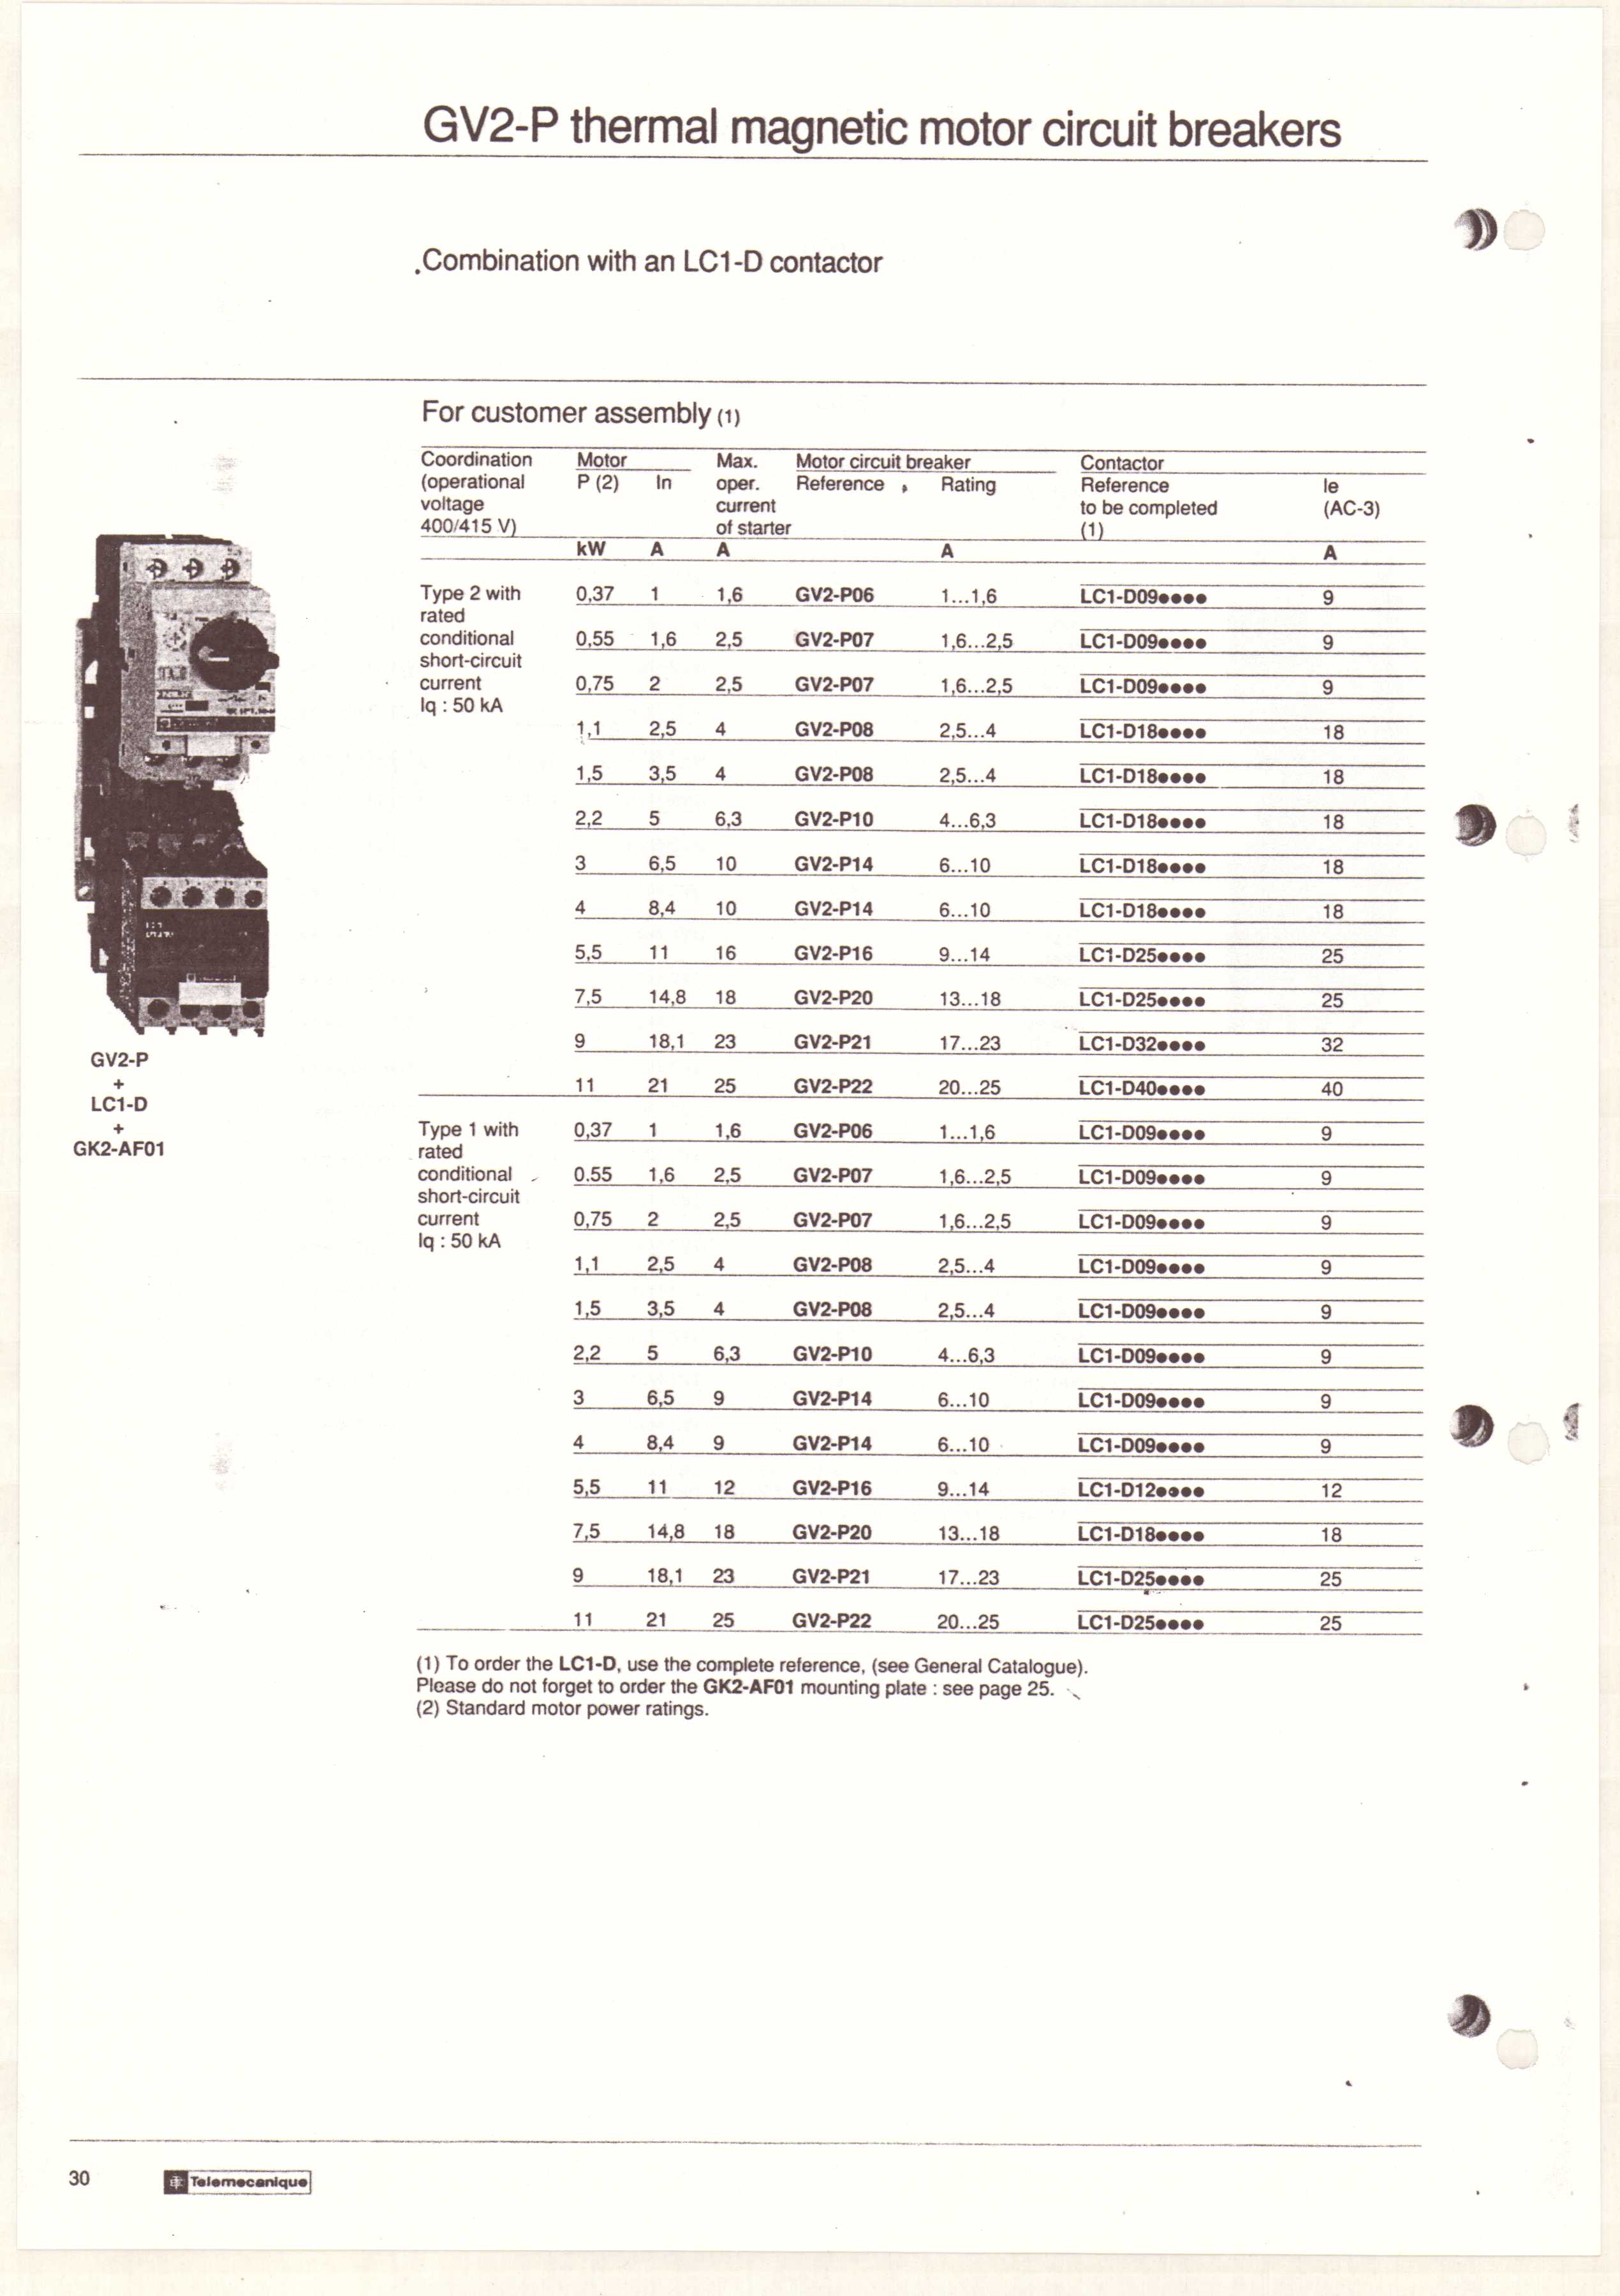 GV2-P thermal magnetic motor circuit breakers
.Combination with an LC1-D contactor
For customer assembly (1)
Coordination Motor Max. Motor circuit breaker Contactor
(operational P (2) In oper. Reference Rating Reference Ie
voltage current to be completed (AC-3)
400/415 V) of starter (1)
kW A A A A
Type 2 with 0,37 1 1,6 GV2-P06 1...1,6 LC1-D09●●●● 9
rated
conditional 0,55 1,6 2,5 GV2-P07 1,6...2,5 LC1-D09●●●● 9
short-circuit
current 0,75 2 2,5 GV2-P07 1,6...2,5 LC1-D09●●●● 9
Iq : 50 kA
1,1 2,5 4 GV2-P08 2,5...4 LC1-D18●●●● 18
1,5 3,5 4 GV2-P08 2,5...4 LC1-D18●●●● 18
2,2 5 6,3 GV2-P10 4...6,3 LC1-D18●●●● 18
3 6,5 10 GV2-P14 6...10 LC1-D18●●●● 18
4 8,4 10 GV2-P14 6...10 LC1-D18●●●● 18
5,5 11 16 GV2-P16 9...14 LC1-D25●●●● 25
7,5 14,8 18 GV2-P20 13...18 LC1-D25●●●● 25
9 18,1 23 GV2-P21 17...23 LC1-D32●●●● 32
11 21 25 GV2-P22 20...25 LC1-D40●●●● 40
Type 1 with 0,37 1 1,6 GV2-P06 1...1,6 LC1-D09●●●● 9
rated
conditional 0.55 1,6 2,5 GV2-P07 1,6...2,5 LC1-D09●●●● 9
short-circuit
current 0,75 2 2,5 GV2-P07 1,6...2,5 LC1-D09●●●● 9
Iq : 50 kA
1,1 2,5 4 GV2-P08 2,5...4 LC1-D09●●●● 9
1,5 3,5 4 GV2-P08 2,5...4 LC1-D09●●●● 9
2,2 5 6,3 GV2-P10 4...6,3 LC1-D09●●●● 9
3 6,5 9 GV2-P14 6...10 LC1-D09●●●● 9
4 8,4 9 GV2-P14 6...10 LC1-D09●●●● 9
5,5 11 12 GV2-P16 9...14 LC1-D12●●●● 12
7,5 14,8 18 GV2-P20 13...18 LC1-D18●●●● 18
9 18,1 23 GV2-P21 17...23 LC1-D25●●●● 25
11 21 25 GV2-P22 20...25 LC1-D25●●●● 25
GV2-P
+
LC1-D
+
GK2-AF01
(1) To order the LC1-D, use the complete reference, (see General Catalogue).
Please do not forget to order the GK2-AF01 mounting plate : see page 25.
(2) Standard motor power ratings.
30 Telemecanique